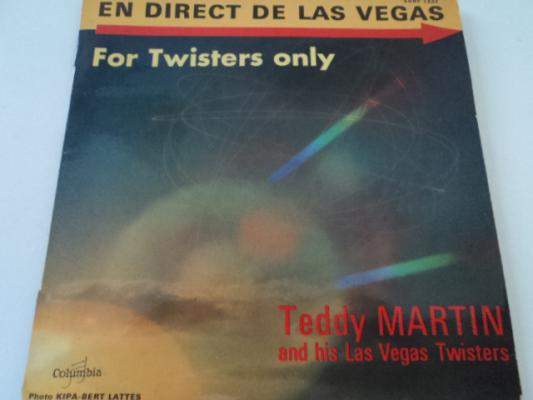 EN DIRECT DE LAS VEGAS
For Twisters only
Teddy MARTIN
and his Las Vegas Twisters
Columbia
Photo KIPA-BERT LATTES